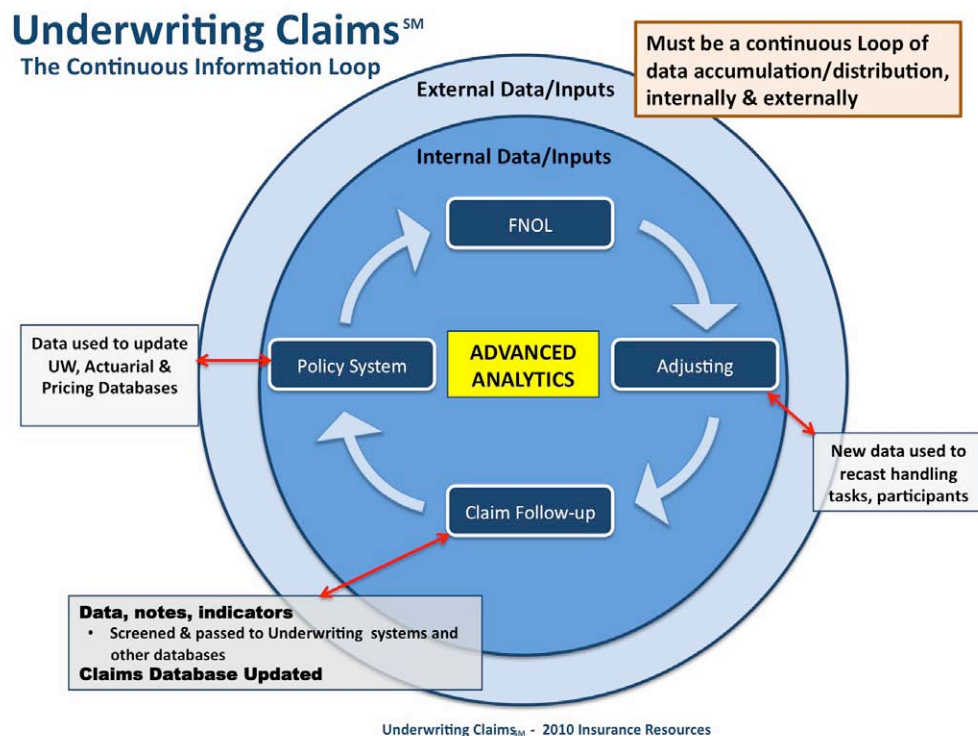 Underwriting Claims℠
The Continuous Information Loop
Must be a continuous Loop of
data accumulation/distribution,
internally & externally
External Data/Inputs
Internal Data/Inputs
FNOL
Data used to update
UW, Actuarial &
Pricing Databases
Policy System
ADVANCED
ANALYTICS
Adjusting
New data used to
recast handling
tasks, participants
Claim Follow-up
Data, notes, indicators
• Screened & passed to Underwriting systems and
other databases
Claims Database Updated
Underwriting Claims℠ - 2010 Insurance Resources